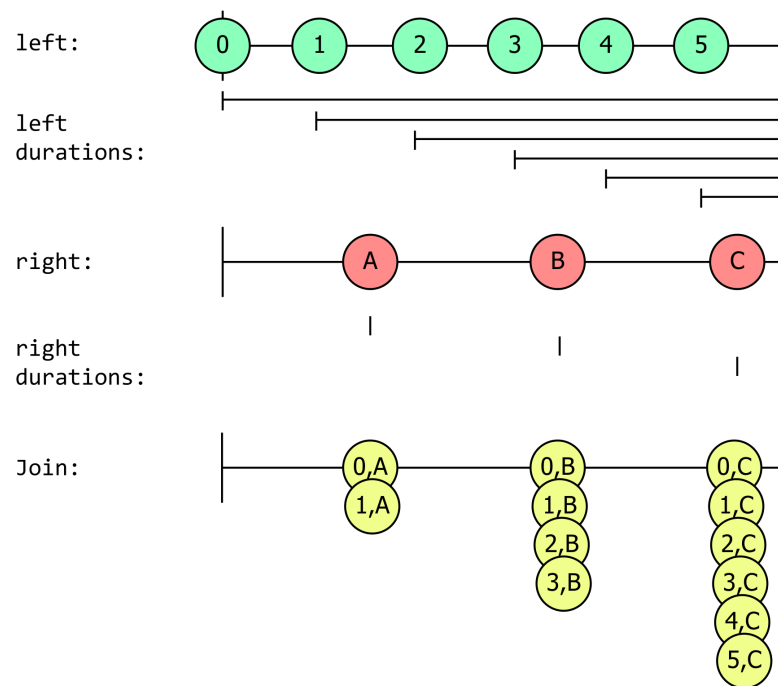 left: 0 1 2 3 4 5
left
durations:
right: A B C
right
durations:
Join: 0,A 0,B 0,C
1,A 1,B 1,C
2,B 2,C
3,B 3,C
4,C
5,C